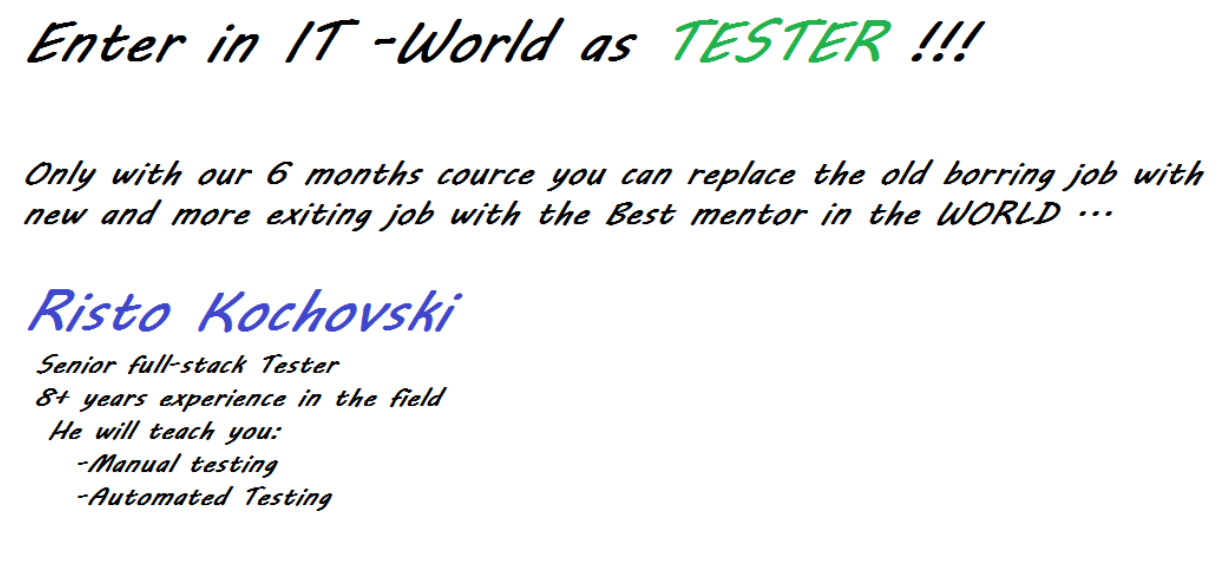 Enter in IT -World as TESTER !!!
Only with our 6 months cource you can replace the old borring job with
new and more exiting job with the Best mentor in the WORLD ...
Risto Kochovski
Senior full-stack Tester
8+ years experience in the field
He will teach you:
-Manual testing
-Automated Testing